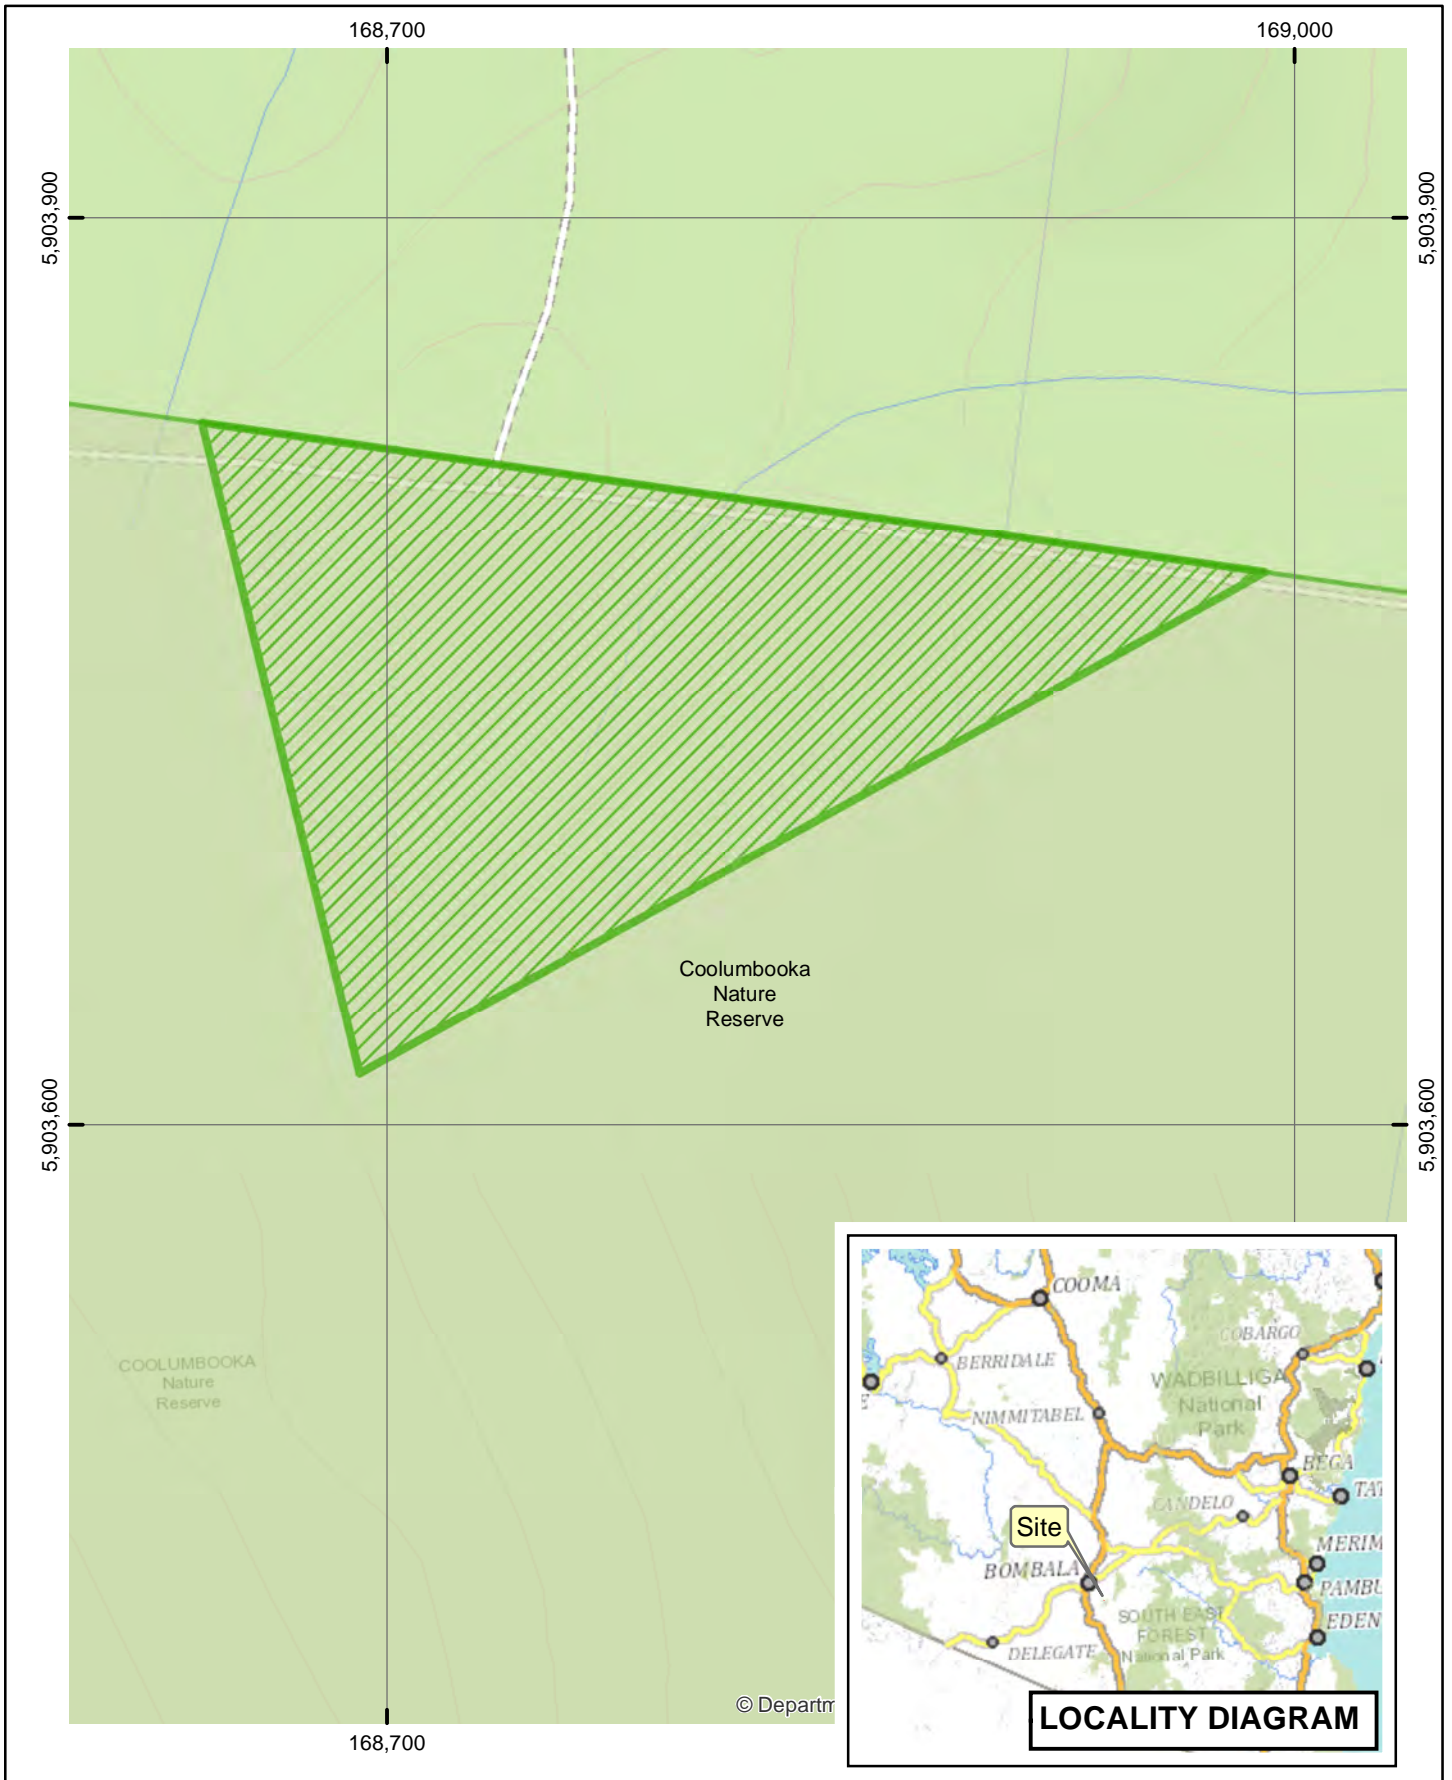 168,700
169,000
5,903,900
5,903,900
Coolumbooka
Nature
Reserve
5,903,600
5,903,600
COOLUMBOOKA
Nature
Reserve
© Departm
168,700
COOMA
COBARGO
BERRIDALE
WADBILLIGA
National
Park
E
NIMMITABEL
BEGA
TAT
CANDELO
Site
MERIM
BOMBALA
PAMBU
SOUTH EAST
FOREST
National Park
EDEN
DELEGATE
LOCALITY DIAGRAM